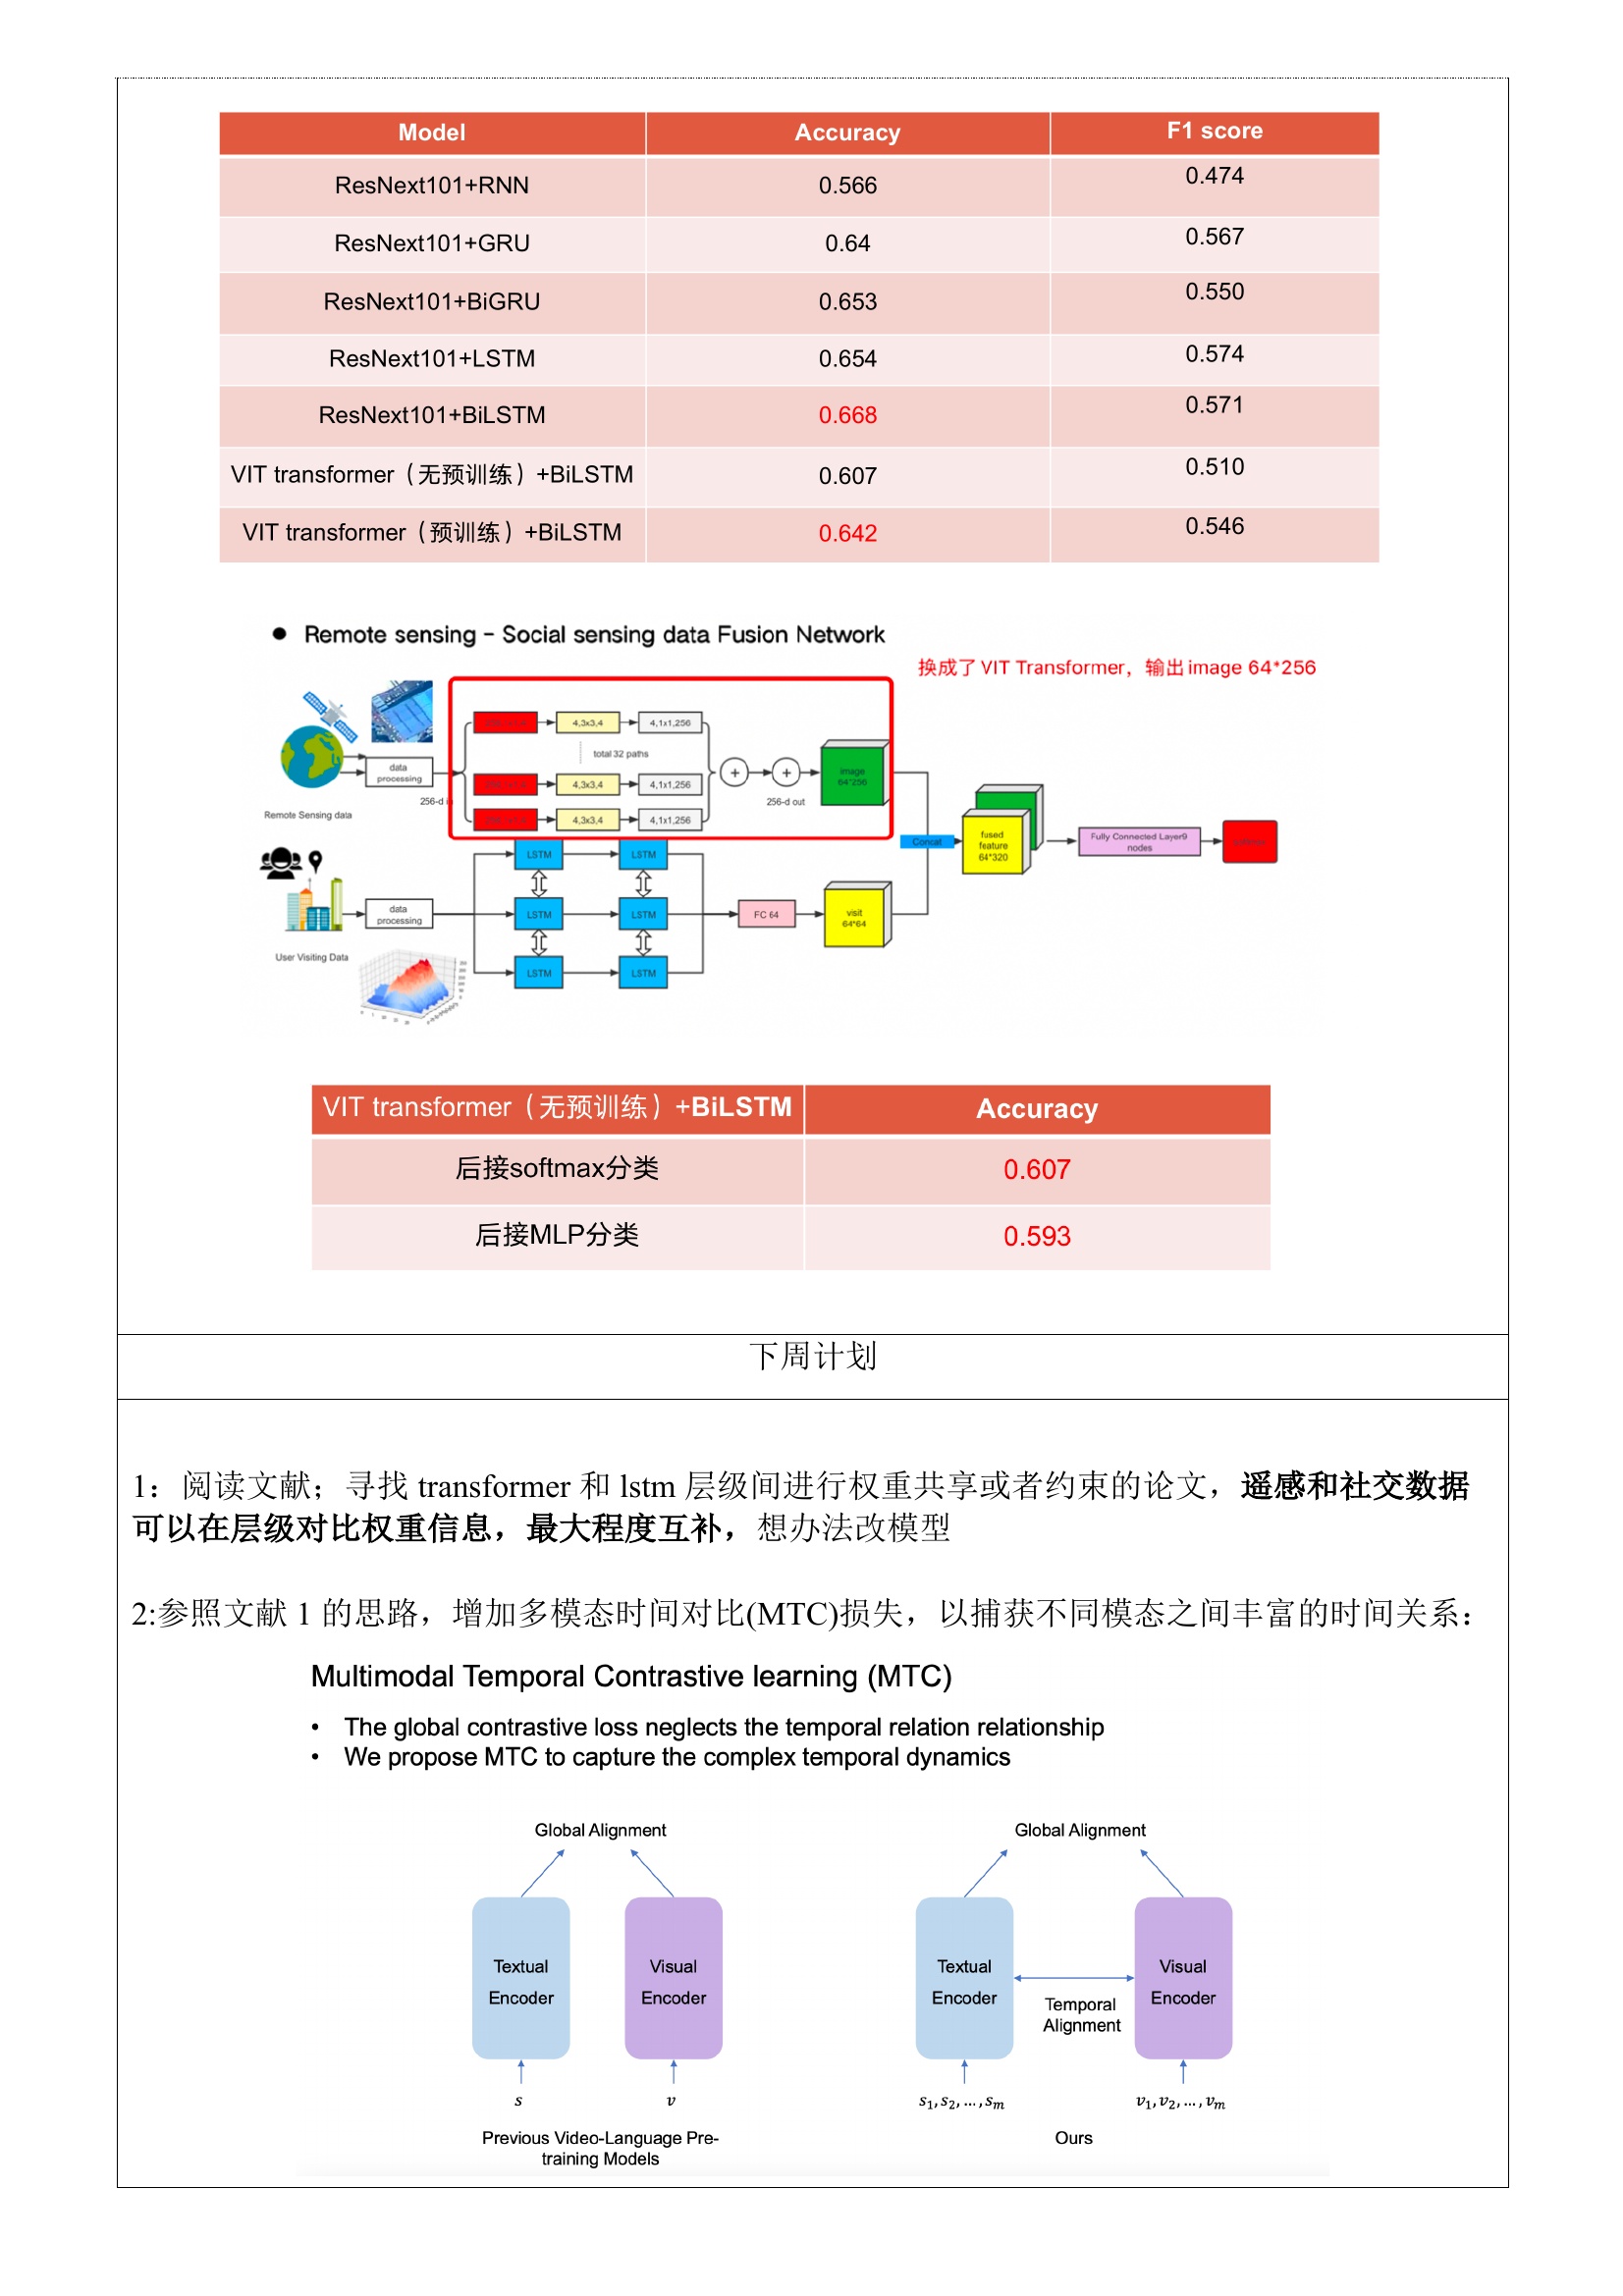 Model Accuracy F1 score
ResNext101+RNN 0.566 0.474
ResNext101+GRU 0.64 0.567
ResNext101+BiGRU 0.653 0.550
ResNext101+LSTM 0.654 0.574
ResNext101+BiLSTM 0.668 0.571
VIT transformer（无预训练）+BiLSTM 0.607 0.510
VIT transformer（预训练）+BiLSTM 0.642 0.546
● Remote sensing - Social sensing data Fusion Network
换成了 VIT Transformer，输出 image 64*256
4,3x3,4 4,1x1,256
total 32 paths
data
processing
4,3x3,4 4,1x1,256
+ +
image
64*256
256-d in
256-d out
Remote Sensing data
4,3x3,4 4,1x1,256
Concat
fused
feature
64*320
Fully Connected Layer9
nodes
LSTM LSTM
data
processing
LSTM LSTM
FC 64
visit
64*64
User Visiting Data
LSTM LSTM
VIT transformer（无预训练）+BiLSTM Accuracy
后接softmax分类 0.607
后接MLP分类 0.593
下周计划
1：阅读文献；寻找 transformer 和 lstm 层级间进行权重共享或者约束的论文，遥感和社交数据
可以在层级对比权重信息，最大程度互补，想办法改模型
2:参照文献 1 的思路，增加多模态时间对比(MTC)损失，以捕获不同模态之间丰富的时间关系：
Multimodal Temporal Contrastive learning (MTC)
• The global contrastive loss neglects the temporal relation relationship
• We propose MTC to capture the complex temporal dynamics
Global Alignment Global Alignment
Textual
Encoder
Visual
Encoder
Textual
Encoder
Temporal
Alignment
Visual
Encoder
s v s₁, s₂, ..., sₘ v₁, v₂, ..., vₘ
Previous Video-Language Pre-
training Models
Ours